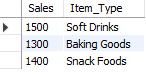 Sales Item_Type
1500 Soft Drinks
1300 Baking Goods
1400 Snack Foods